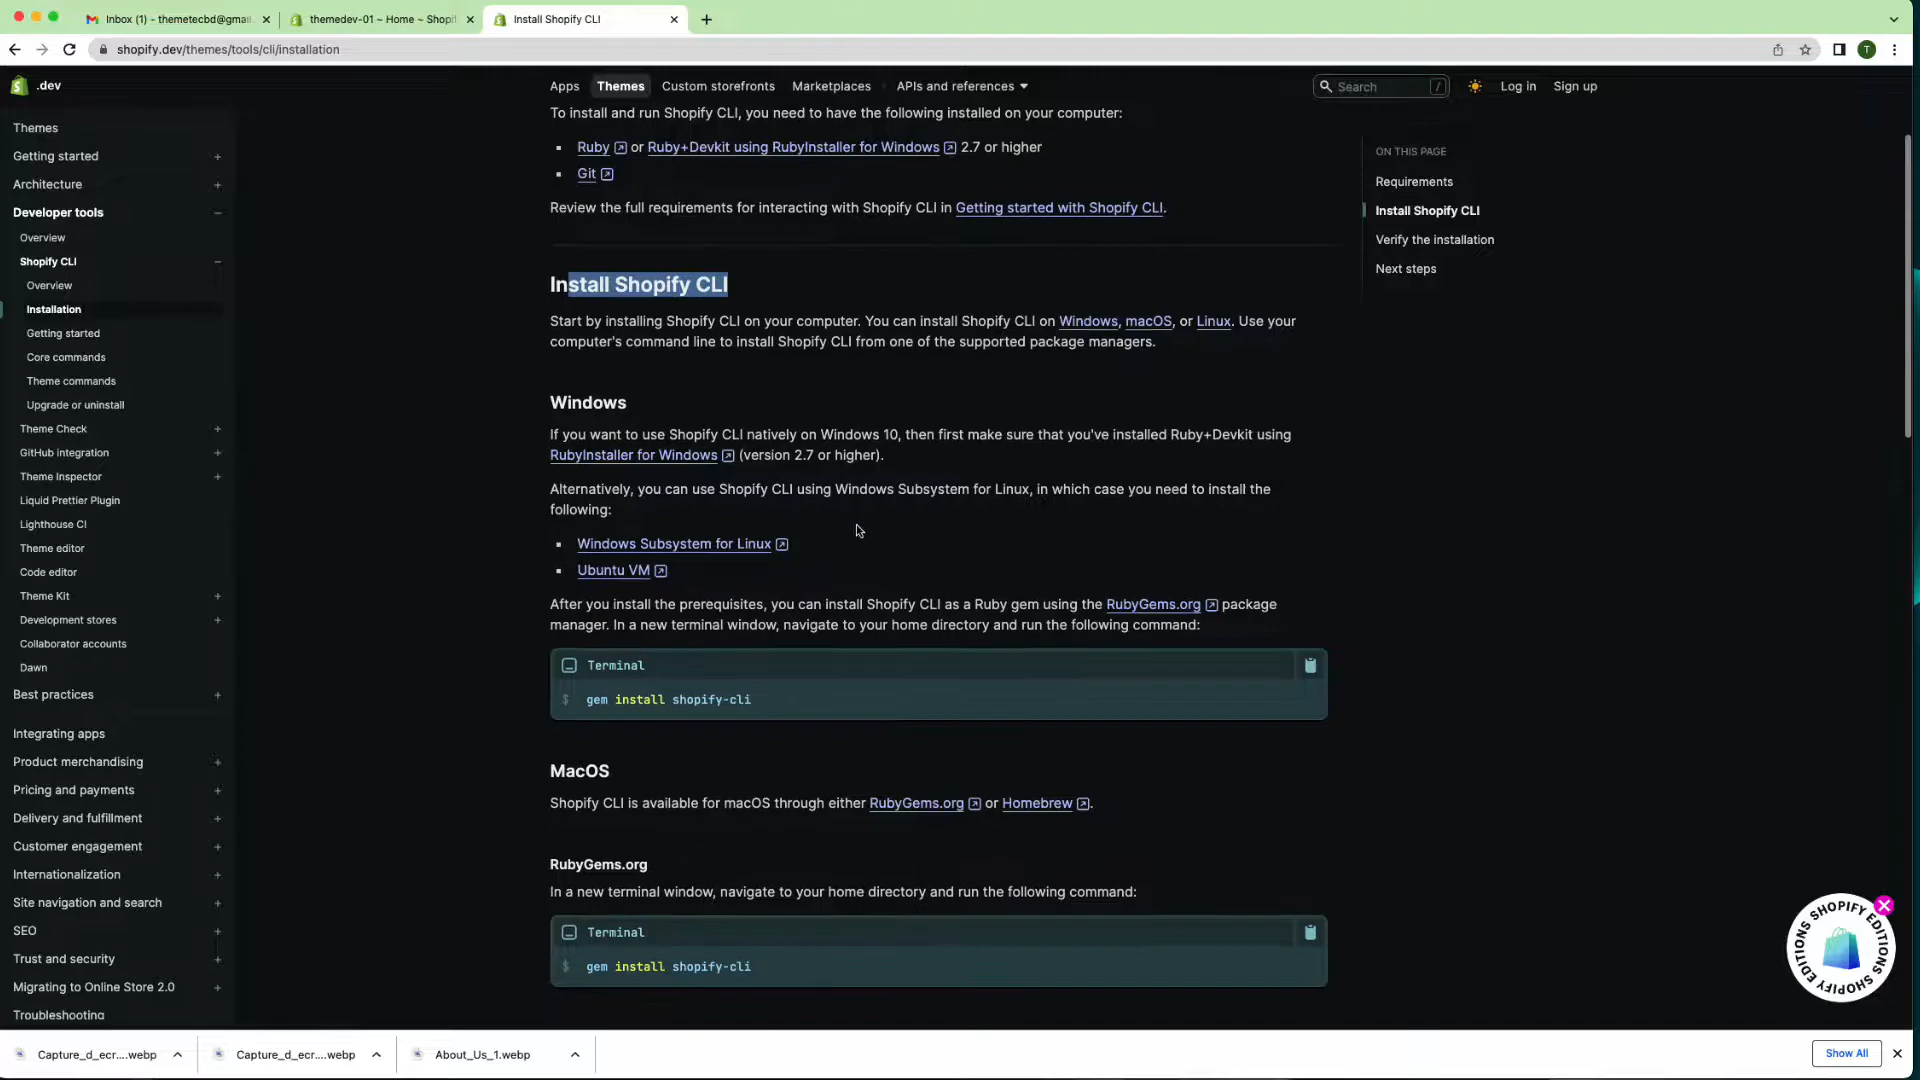 Inbox (1) - themetecbd@gmai
themedev-01 ~ Home ~ Shopif
Install Shopify CLI
shopify.dev/themes/tools/cli/installation
T
.dev
Apps
Themes
Custom storefronts
Marketplaces
APIs and references
Search
/
Log in
Sign up
Themes
Getting started
Architecture
Developer tools
Overview
Shopify CLI
Overview
Installation
Getting started
Core commands
Theme commands
Upgrade or uninstall
Theme Check
GitHub integration
Theme Inspector
Liquid Prettier Plugin
Lighthouse CI
Theme editor
Code editor
Theme Kit
Development stores
Collaborator accounts
Dawn
Best practices
Integrating apps
Product merchandising
Pricing and payments
Delivery and fulfillment
Customer engagement
Internationalization
Site navigation and search
SEO
Trust and security
Migrating to Online Store 2.0
Troubleshooting
To install and run Shopify CLI, you need to have the following installed on your computer:
Ruby or Ruby+Devkit using RubyInstaller for Windows 2.7 or higher
Git
Review the full requirements for interacting with Shopify CLI in Getting started with Shopify CLI.
Install Shopify CLI
Start by installing Shopify CLI on your computer. You can install Shopify CLI on Windows, macOS, or Linux. Use your
computer's command line to install Shopify CLI from one of the supported package managers.
Windows
If you want to use Shopify CLI natively on Windows 10, then first make sure that you've installed Ruby+Devkit using
RubyInstaller for Windows (version 2.7 or higher).
Alternatively, you can use Shopify CLI using Windows Subsystem for Linux, in which case you need to install the
following:
Windows Subsystem for Linux
Ubuntu VM
After you install the prerequisites, you can install Shopify CLI as a Ruby gem using the RubyGems.org package
manager. In a new terminal window, navigate to your home directory and run the following command:
Terminal
$ gem install shopify-cli
MacOS
Shopify CLI is available for macOS through either RubyGems.org or Homebrew.
RubyGems.org
In a new terminal window, navigate to your home directory and run the following command:
Terminal
$ gem install shopify-cli
ON THIS PAGE
Requirements
Install Shopify CLI
Verify the installation
Next steps
SHOPIFY EDITIONS SHOPIFY EDITIONS
Capture_d_ecr....webp
Capture_d_ecr....webp
About_Us_1.webp
Show All